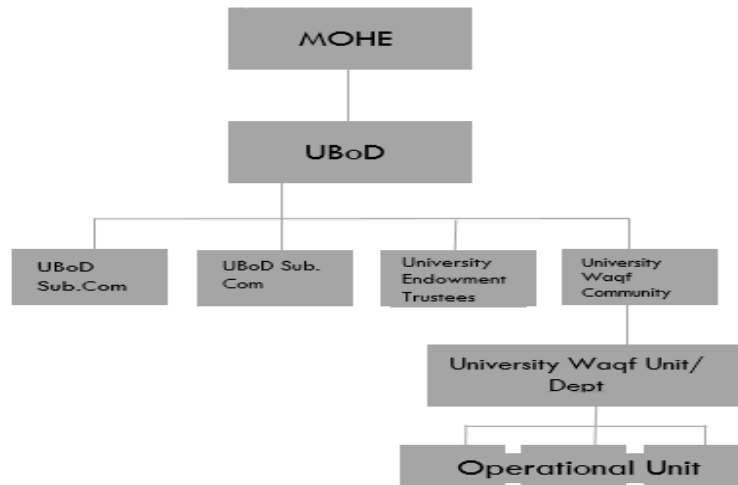 MOHE
UBoD
UBoD
Sub.Com
UBoD Sub.
Com
University
Endowment
Trustees
University
Waqf
Community
University Waqf Unit/
Dept
Operational Unit